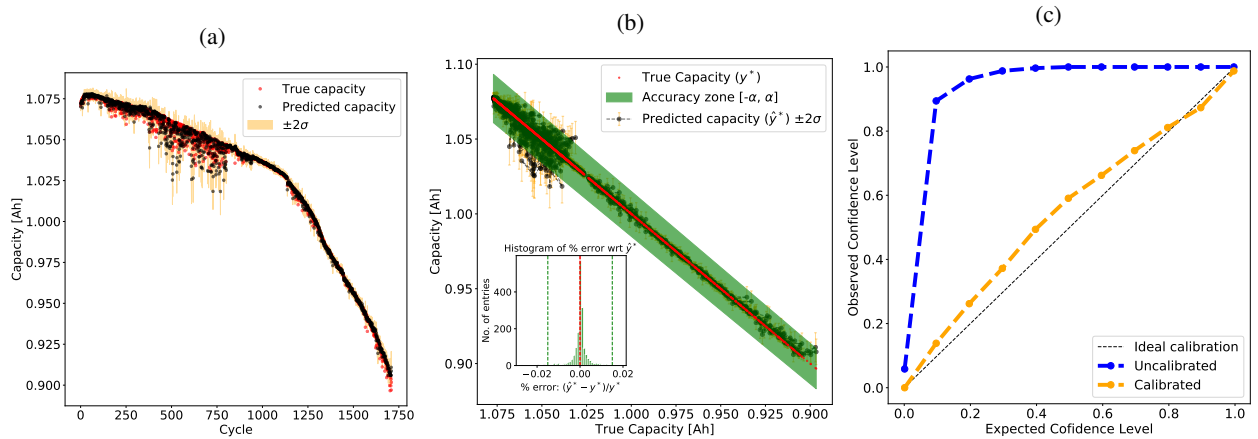 (a)
Capacity [Ah]
1.075
1.050
1.025
1.000
0.975
0.950
0.925
0.900
True capacity
Predicted capacity
±2σ
0 250 500 750 1000 1250 1500 1750
Cycle
(b)
Capacity [Ah]
1.10
1.05
1.00
0.95
0.90
True Capacity (y*)
Accuracy zone [-α, α]
Predicted capacity (ŷ*) ±2σ
Histogram of % error wrt ŷ*
No. of entries
400
200
0
−0.02 0.00 0.02
% error: (ŷ* − y*)/y*
1.075 1.050 1.025 1.000 0.975 0.950 0.925 0.900
True Capacity [Ah]
(c)
Observed Confidence Level
1.0
0.8
0.6
0.4
0.2
0.0
Ideal calibration
Uncalibrated
Calibrated
0.0 0.2 0.4 0.6 0.8 1.0
Expected Cofidence Level